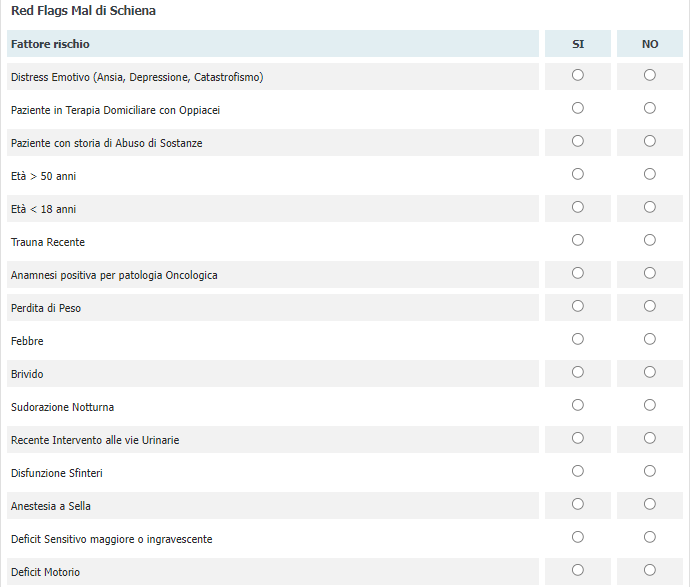 Red Flags Mal di Schiena
Fattore rischio SI NO
Distress Emotivo (Ansia, Depressione, Catastrofismo)
Paziente in Terapia Domiciliare con Oppiacei
Paziente con storia di Abuso di Sostanze
Età > 50 anni
Età < 18 anni
Trauna Recente
Anamnesi positiva per patologia Oncologica
Perdita di Peso
Febbre
Brivido
Sudorazione Notturna
Recente Intervento alle vie Urinarie
Disfunzione Sfinteri
Anestesia a Sella
Deficit Sensitivo maggiore o ingravescente
Deficit Motorio